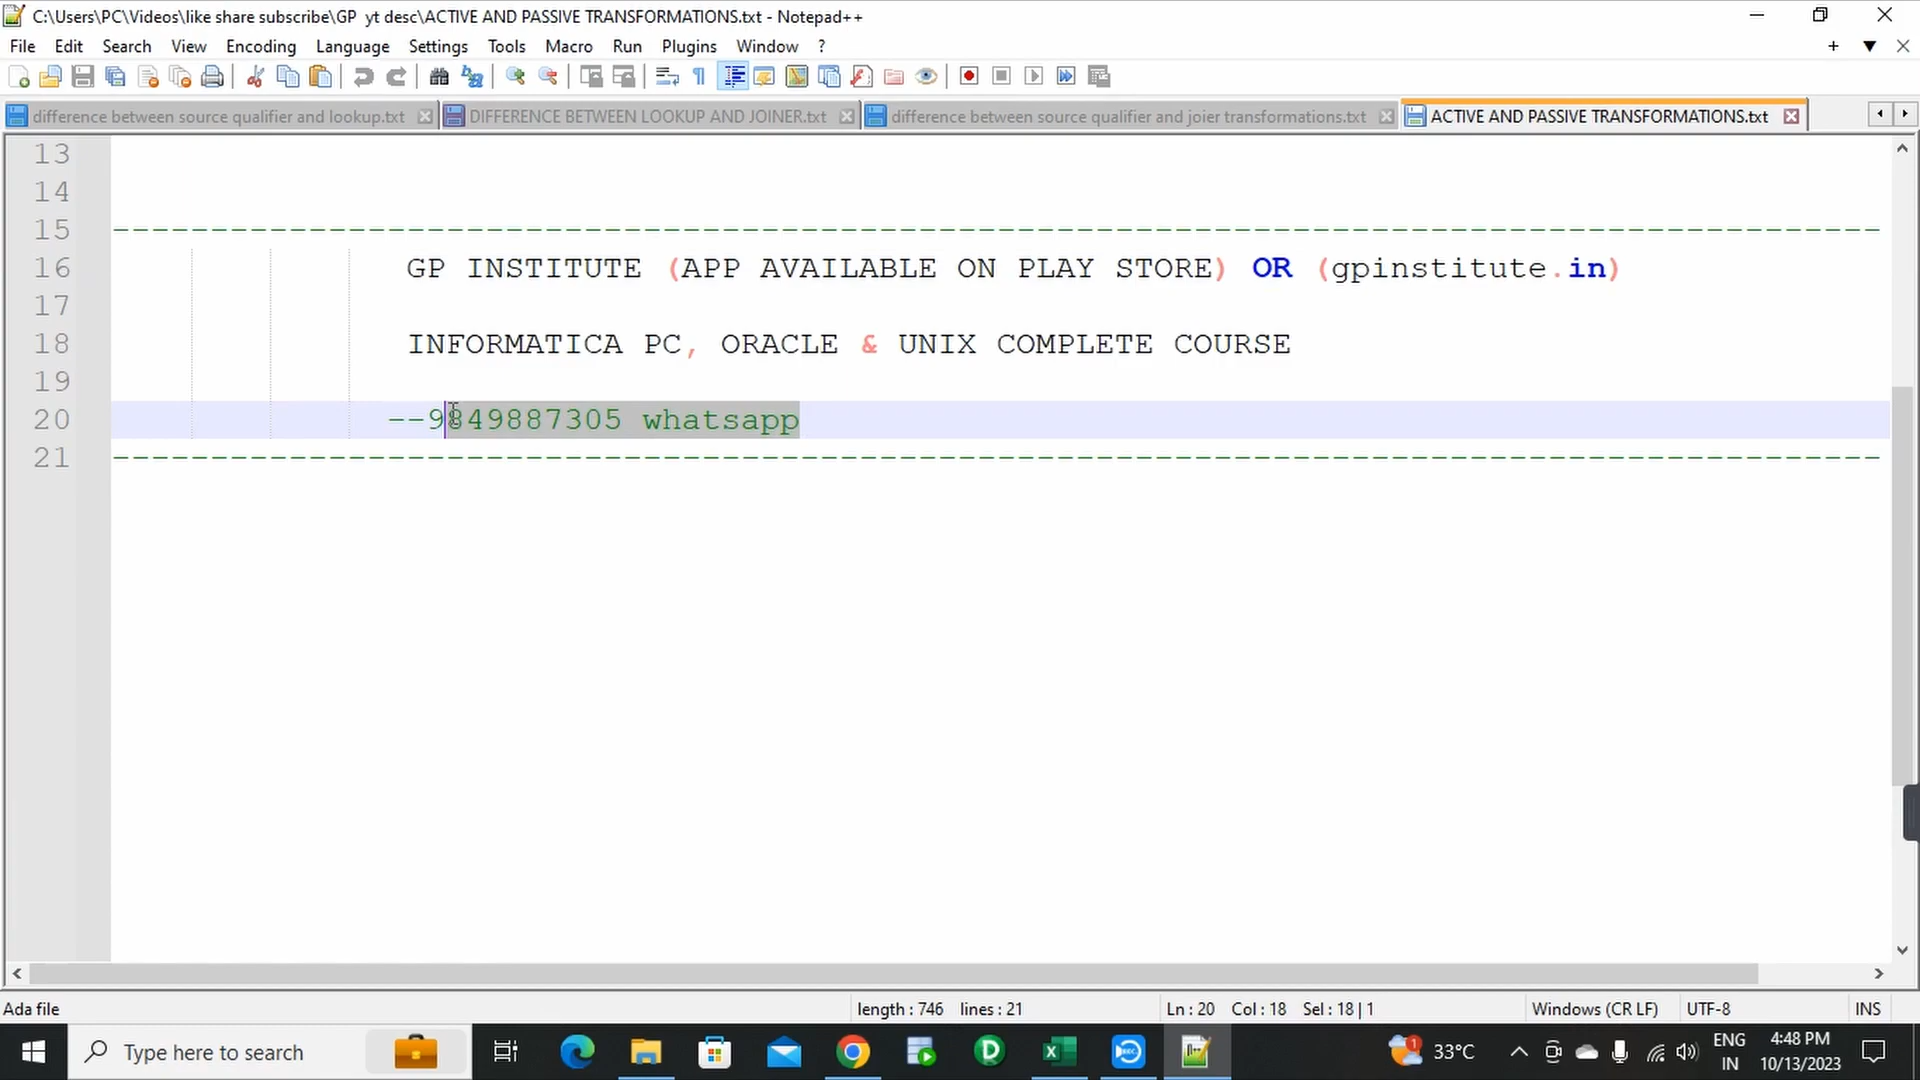 C:\Users\PC\Videos\like share subscribe\GP yt desc\ACTIVE AND PASSIVE TRANSFORMATIONS.txt - Notepad++
File Edit Search View Encoding Language Settings Tools Macro Run Plugins Window ?
difference between source qualifier and lookup.txt DIFFERENCE BETWEEN LOOKUP AND JOINER.txt difference between source qualifier and joier transformations.txt ACTIVE AND PASSIVE TRANSFORMATIONS.txt
13
14
15 ------------------------------------------------------------------------------------------
16 GP INSTITUTE (APP AVAILABLE ON PLAY STORE) OR (gpinstitute.in)
17
18 INFORMATICA PC, ORACLE & UNIX COMPLETE COURSE
19
20 --9849887305 whatsapp
21 ------------------------------------------------------------------------------------------
Ada file length : 746 lines : 21 Ln : 20 Col : 18 Sel : 18 | 1 Windows (CR LF) UTF-8 INS
Type here to search 33°C ENG 4:48 PM
IN 10/13/2023